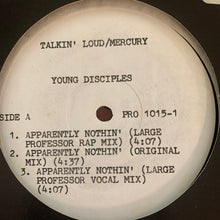 TALKIN' LOUD/MERCURY
YOUNG DISCIPLES
SIDE A PRO 1015-1
1. APPARENTLY NOTHIN' (LARGE
PROFESSOR RAP MIX) (4:07)
2. APPARENTLY NOTHIN' (ORIGINAL
MIX) (4:37)
3. APPARENTLY NOTHIN' (LARGE
PROFESSOR VOCAL MIX)
(4:07)